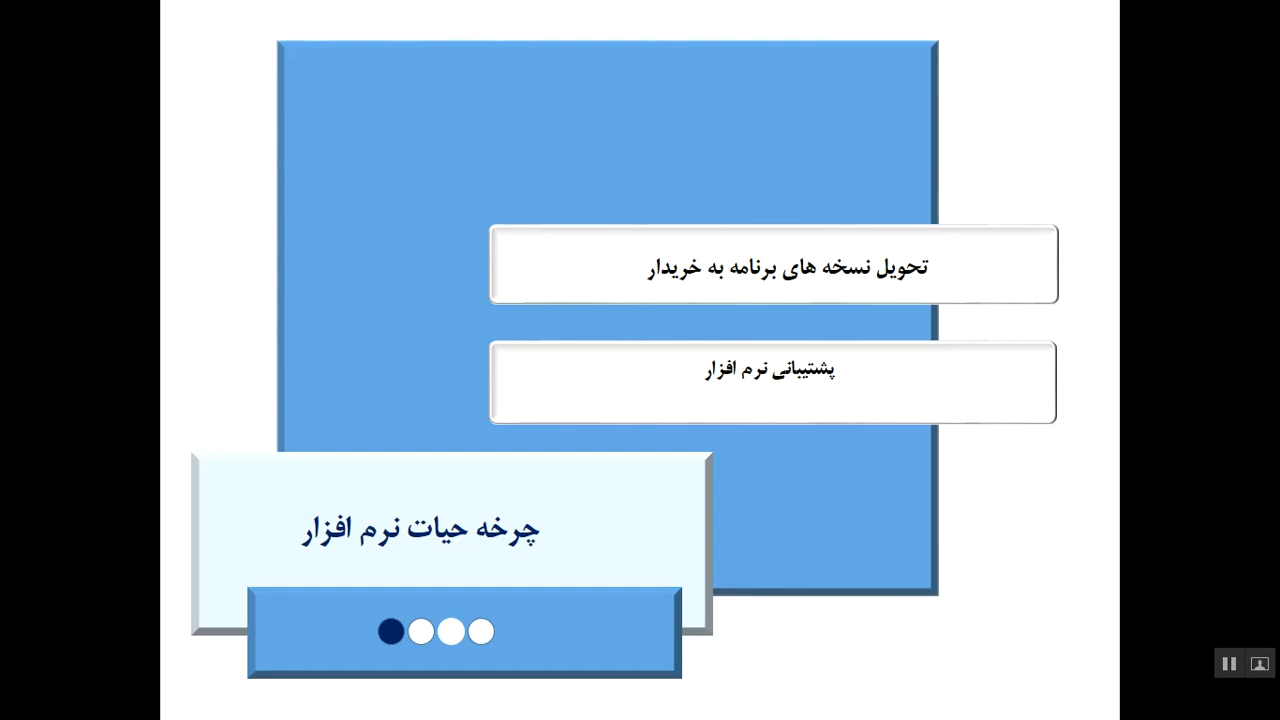 تحویل نسخه های برنامه به خریدار
پشتیبانی نرم افزار
چرخه حیات نرم افزار